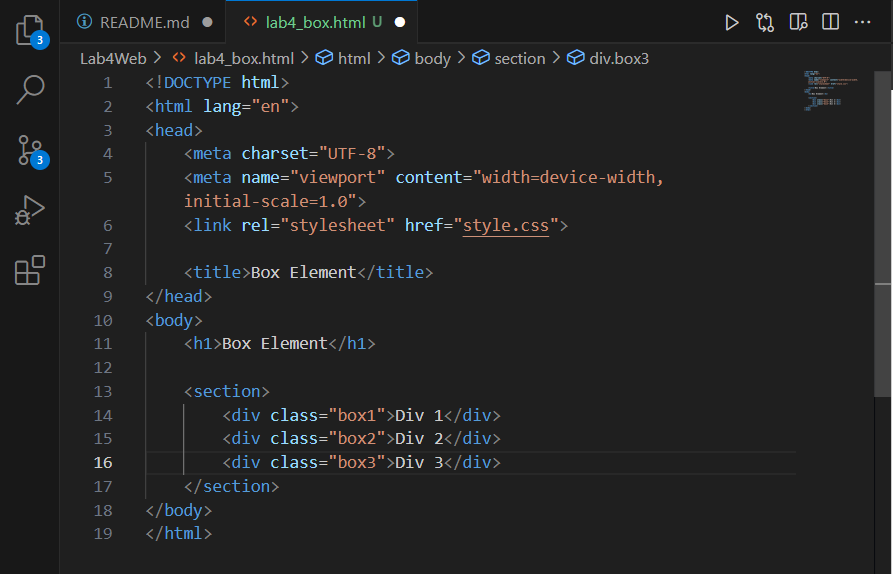 README.md
lab4_box.html U
Lab4Web > lab4_box.html > html > body > section > div.box3
3
3
1 <!DOCTYPE html>
2 <html lang="en">
3 <head>
4 <meta charset="UTF-8">
5 <meta name="viewport" content="width=device-width,
initial-scale=1.0">
6 <link rel="stylesheet" href="style.css">
7
8 <title>Box Element</title>
9 </head>
10 <body>
11 <h1>Box Element</h1>
12
13 <section>
14 <div class="box1">Div 1</div>
15 <div class="box2">Div 2</div>
16 <div class="box3">Div 3</div>
17 </section>
18 </body>
19 </html>